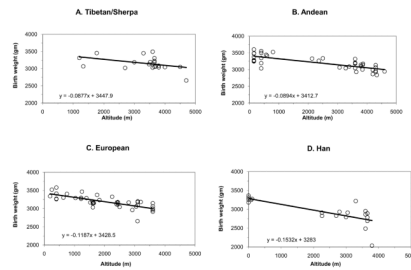 A. Tibetan/Sherpa
4000
3500
3000
2500
2000
0 1000 2000 3000 4000 5000
Birth weight (gm)
Altitude (m)
y = -0.0877x + 3447.9
B. Andean
4000
3500
3000
2500
2000
0 1000 2000 3000 4000 5000
Birth weight (gm)
Altitude (m)
y = -0.0894x + 3412.7
C. European
4000
3500
3000
2500
2000
0 1000 2000 3000 4000 5000
Birth weight (gm)
Altitude (m)
y = -0.1187x + 3428.5
D. Han
4000
3500
3000
2500
2000
0 1000 2000 3000 4000 500
Birth weight (gm)
Altitude (m)
y = -0.1532x + 3283